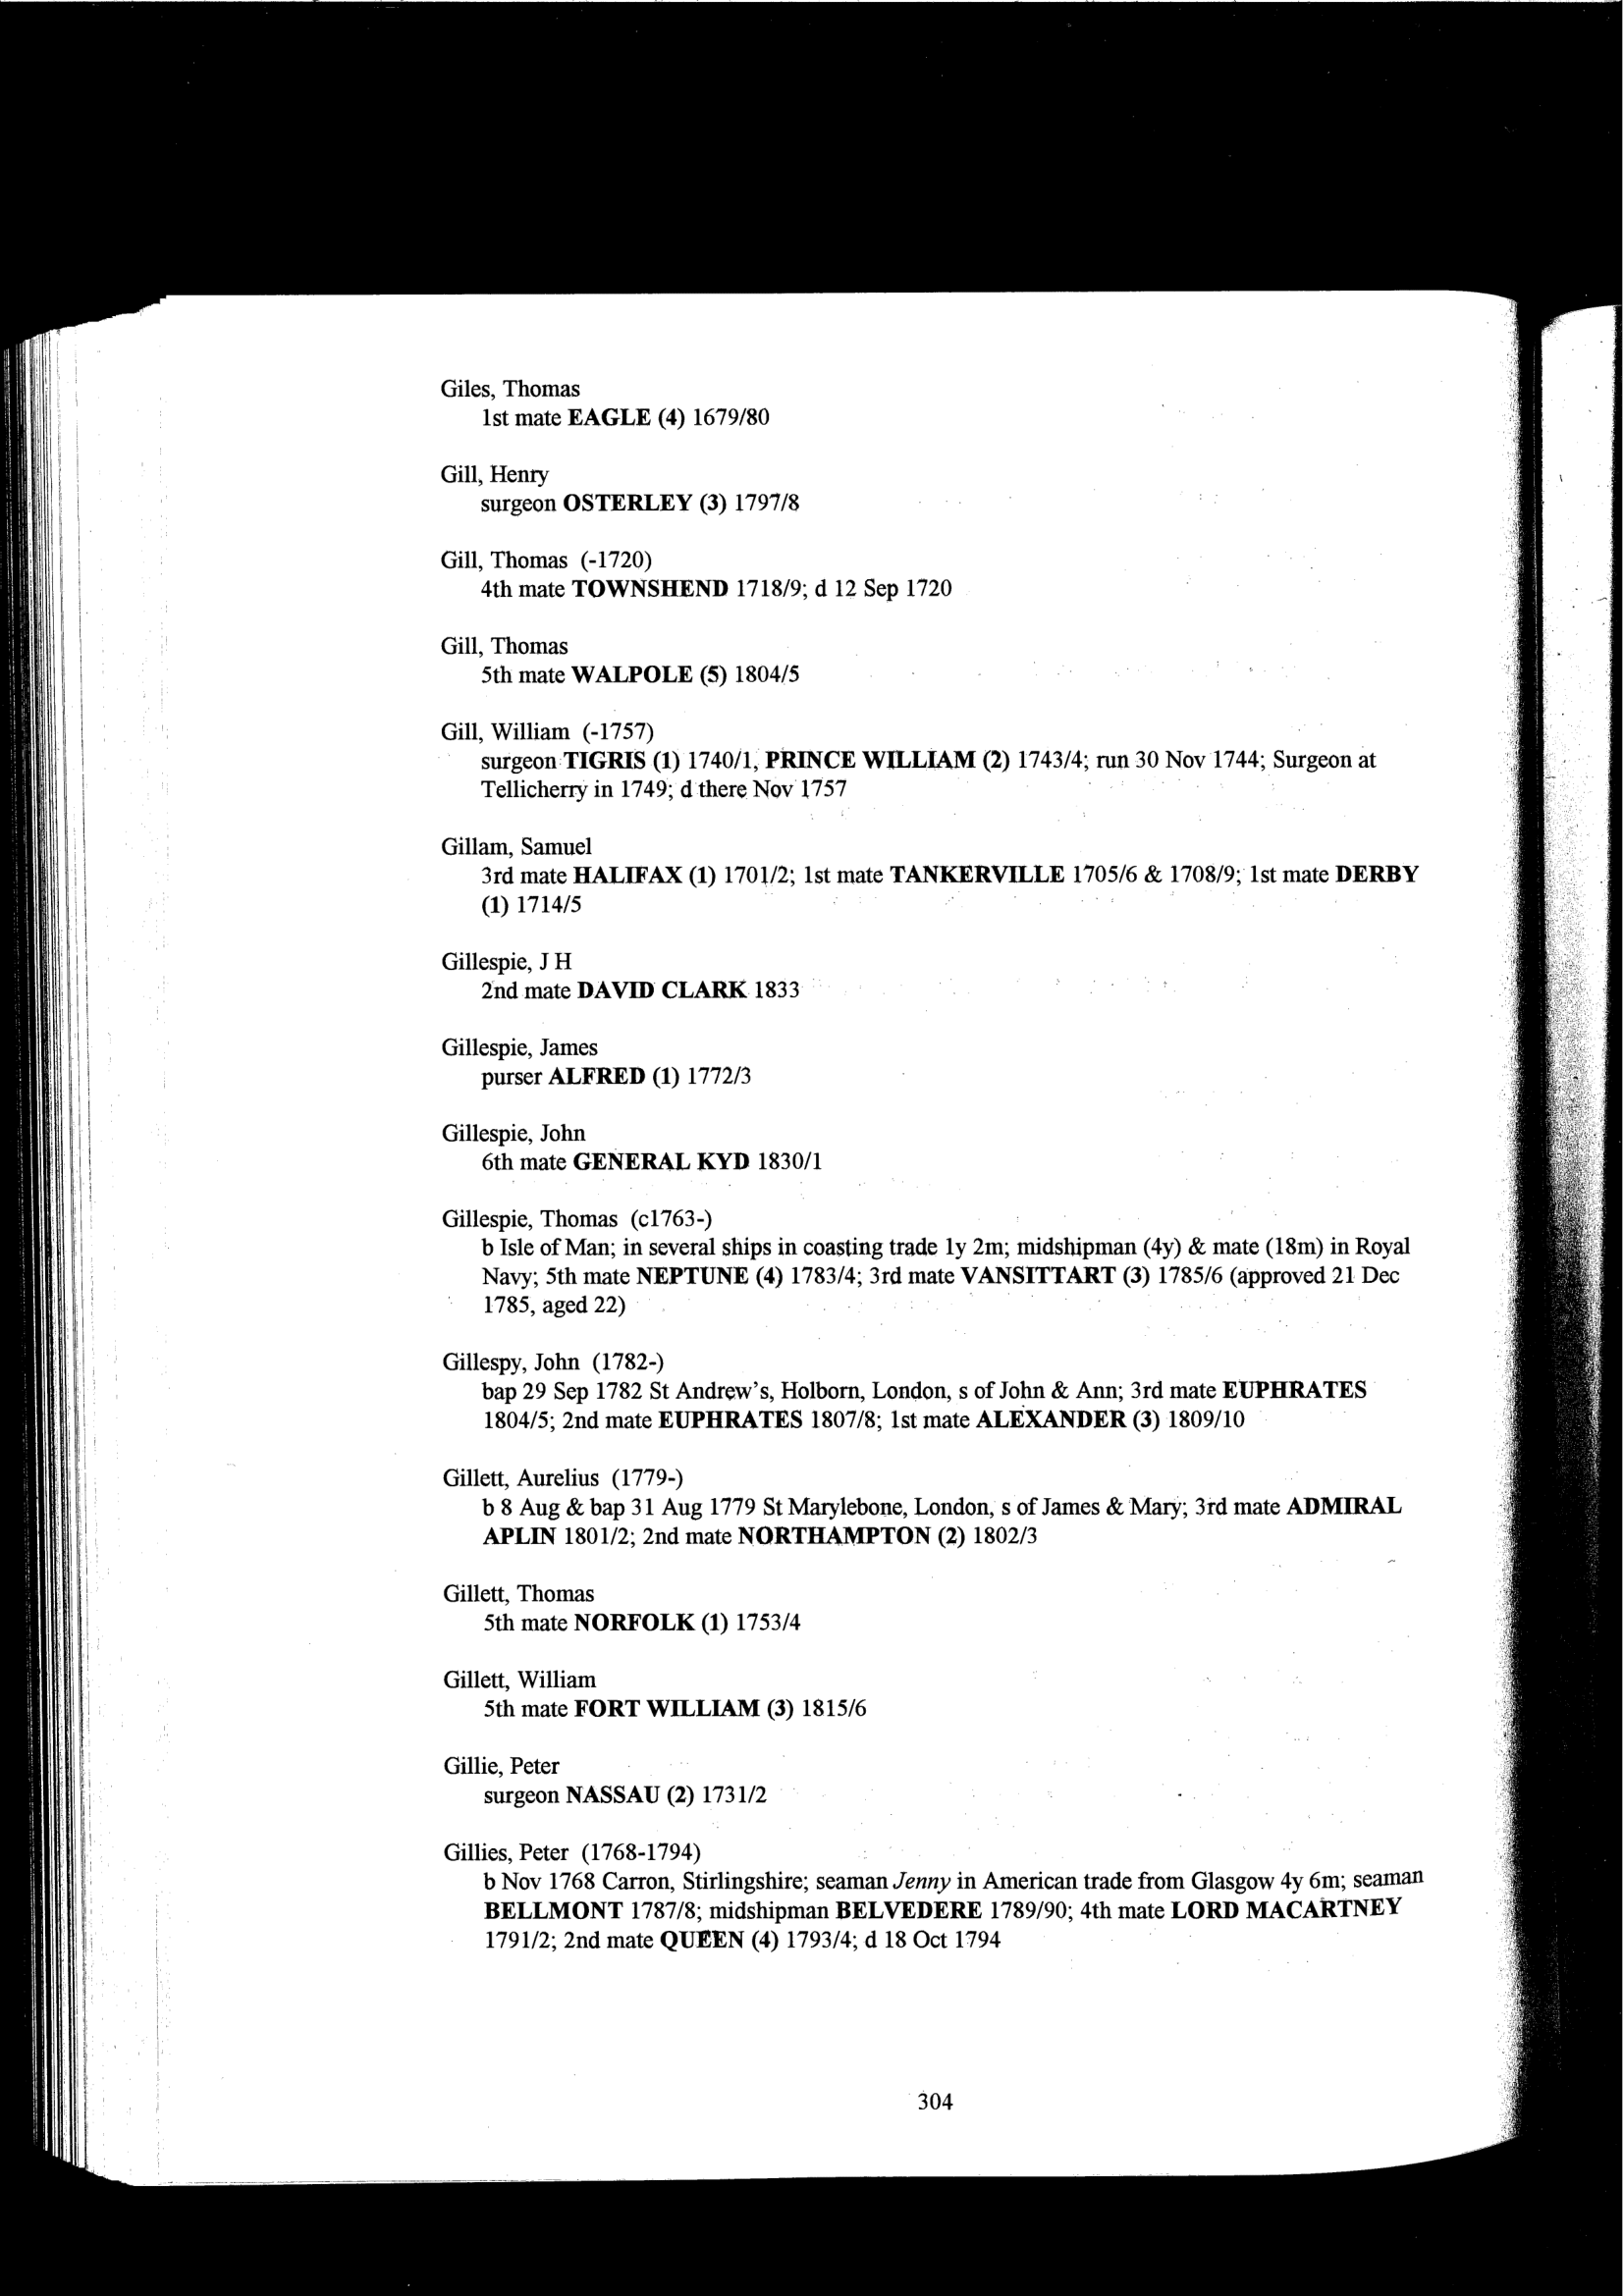 Giles, Thomas
1st mate EAGLE (4) 1679/80
Gill, Henry
surgeon OSTERLEY (3) 1797/8
Gill, Thomas (-1720)
4th mate TOWNSHEND 1718/9; d 12 Sep 1720
Gill, Thomas
5th mate WALPOLE (5) 1804/5
Gill, William (-1757)
surgeon TIGRIS (1) 1740/1, PRINCE WILLIAM (2) 1743/4; run 30 Nov 1744; Surgeon at
Tellicherry in 1749; d there Nov 1757
Gillam, Samuel
3rd mate HALIFAX (1) 1701/2; 1st mate TANKERVILLE 1705/6 & 1708/9; 1st mate DERBY
(1) 1714/5
Gillespie, J H
2nd mate DAVID CLARK 1833
Gillespie, James
purser ALFRED (1) 1772/3
Gillespie, John
6th mate GENERAL KYD 1830/1
Gillespie, Thomas (c1763-)
b Isle of Man; in several ships in coasting trade 1y 2m; midshipman (4y) & mate (18m) in Royal
Navy; 5th mate NEPTUNE (4) 1783/4; 3rd mate VANSITTART (3) 1785/6 (approved 21 Dec
1785, aged 22)
Gillespy, John (1782-)
bap 29 Sep 1782 St Andrew's, Holborn, London, s of John & Ann; 3rd mate EUPHRATES
1804/5; 2nd mate EUPHRATES 1807/8; 1st mate ALEXANDER (3) 1809/10
Gillett, Aurelius (1779-)
b 8 Aug & bap 31 Aug 1779 St Marylebone, London, s of James & Mary; 3rd mate ADMIRAL
APLIN 1801/2; 2nd mate NORTHAMPTON (2) 1802/3
Gillett, Thomas
5th mate NORFOLK (1) 1753/4
Gillett, William
5th mate FORT WILLIAM (3) 1815/6
Gillie, Peter
surgeon NASSAU (2) 1731/2
Gillies, Peter (1768-1794)
b Nov 1768 Carron, Stirlingshire; seaman Jenny in American trade from Glasgow 4y 6m; seaman
BELLMONT 1787/8; midshipman BELVEDERE 1789/90; 4th mate LORD MACARTNEY
1791/2; 2nd mate QUEEN (4) 1793/4; d 18 Oct 1794
304